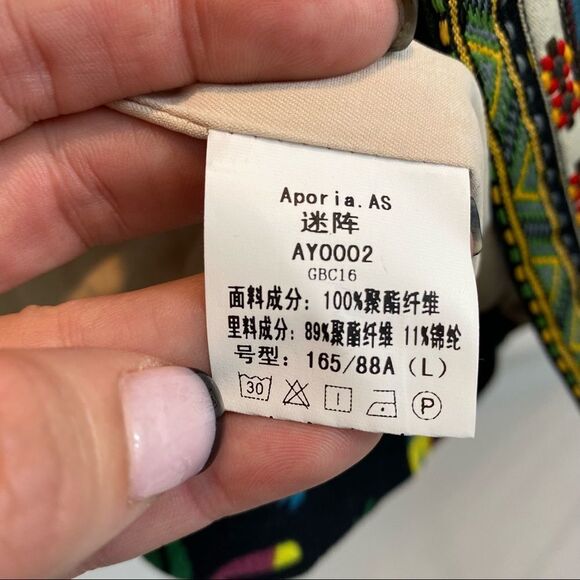 Aporia.AS
迷阵
AY0002
GBC16
面料成分: 100%聚酯纤维
里料成分: 89%聚酯纤维 11%锦纶
号型: 165/88A (L)
30 P